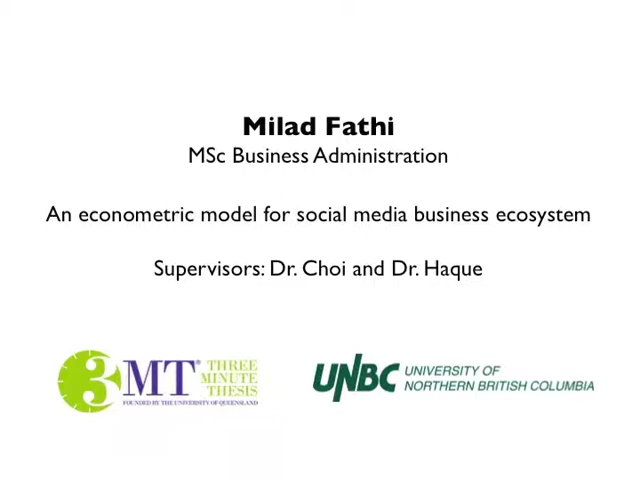 Milad Fathi
MSc Business Administration
An econometric model for social media business ecosystem
Supervisors: Dr. Choi and Dr. Haque
3MT® THREE
MINUTE
THESIS
FOUNDED BY THE UNIVERSITY OF QUEENSLAND
UNBC UNIVERSITY OF
NORTHERN BRITISH COLUMBIA